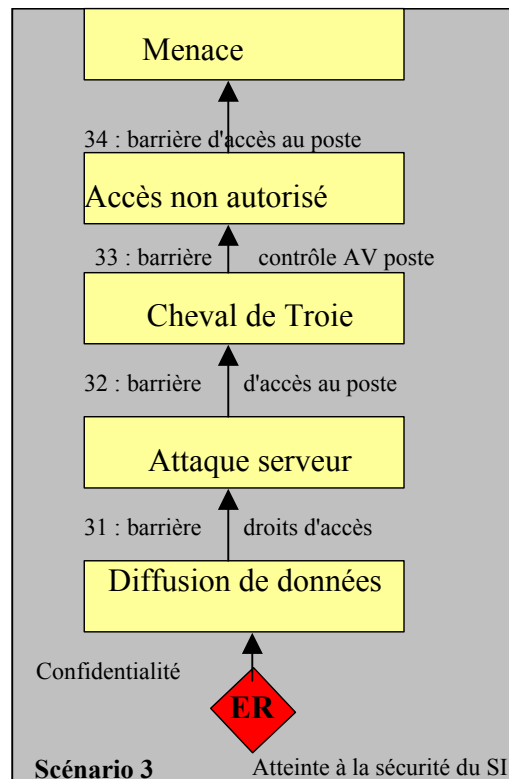 Menace
34 : barrière d'accès au poste
Accès non autorisé
33 : barrière contrôle AV poste
Cheval de Troie
32 : barrière d'accès au poste
Attaque serveur
31 : barrière droits d'accès
Diffusion de données
Confidentialité
ER
Scénario 3 Atteinte à la sécurité du SI